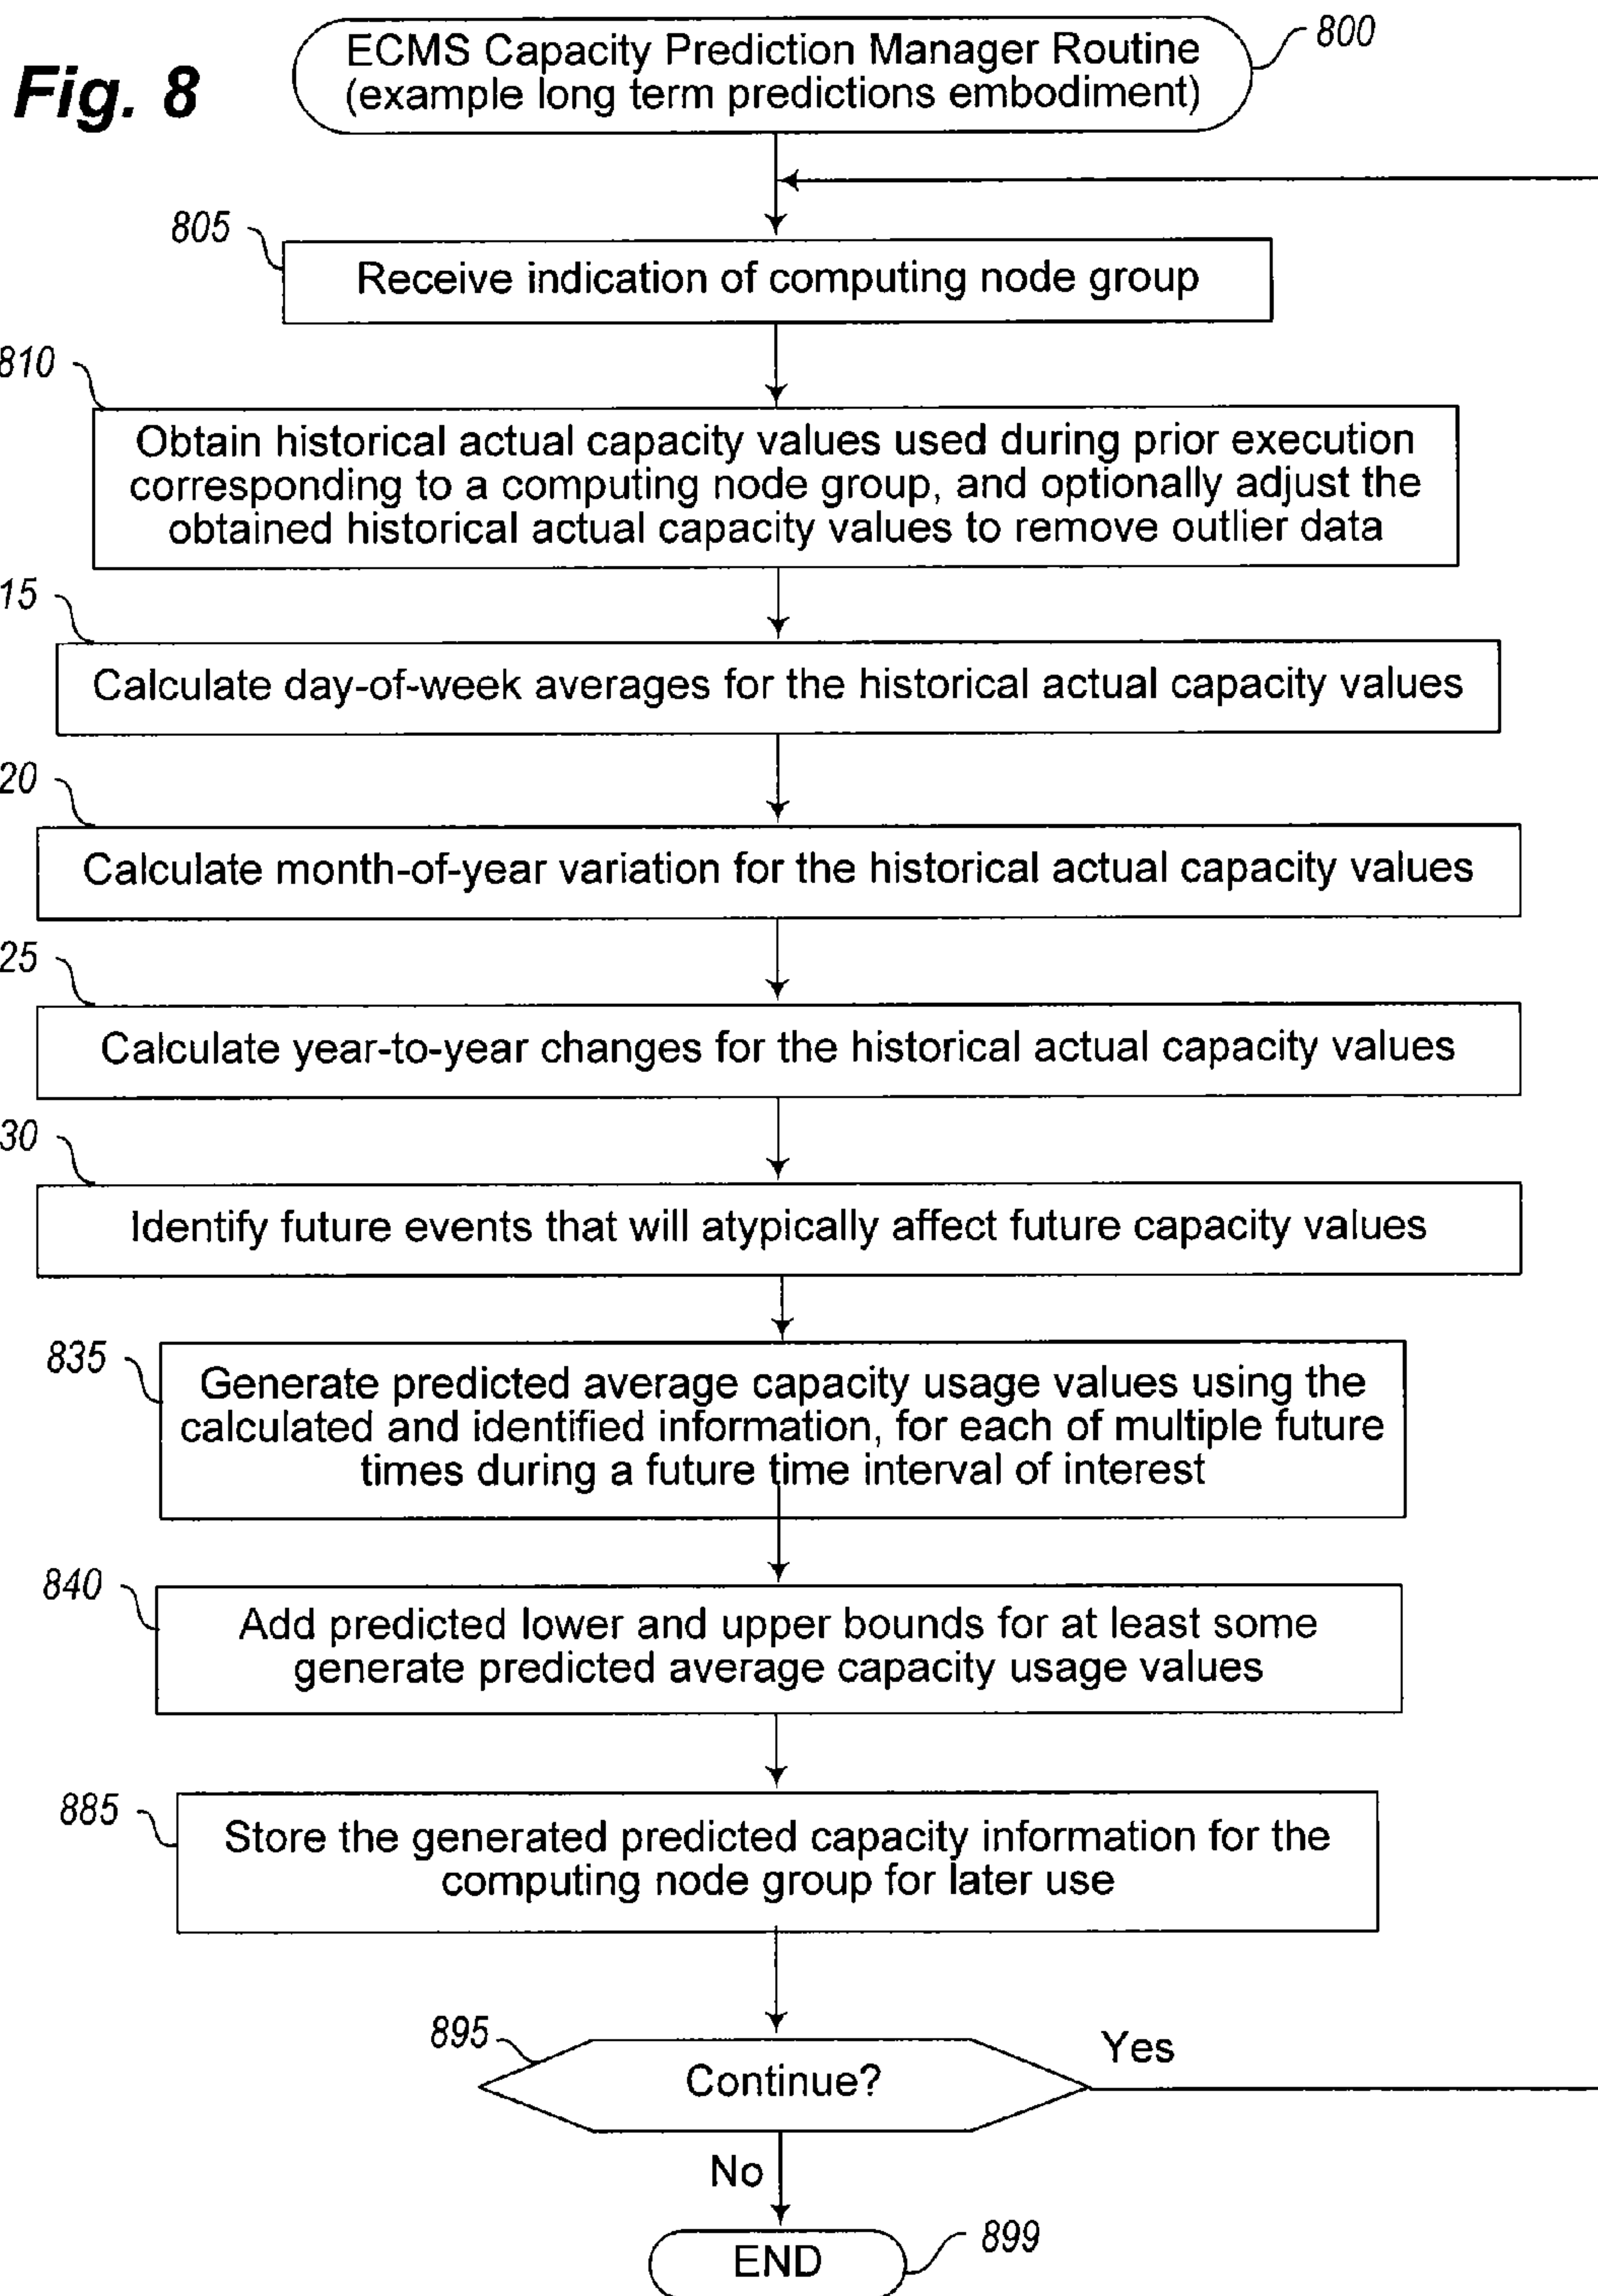 Fig. 8
ECMS Capacity Prediction Manager Routine
(example long term predictions embodiment)
800
805
Receive indication of computing node group
810
Obtain historical actual capacity values used during prior execution
corresponding to a computing node group, and optionally adjust the
obtained historical actual capacity values to remove outlier data
15
Calculate day-of-week averages for the historical actual capacity values
20
Calculate month-of-year variation for the historical actual capacity values
25
Calculate year-to-year changes for the historical actual capacity values
30
Identify future events that will atypically affect future capacity values
835
Generate predicted average capacity usage values using the
calculated and identified information, for each of multiple future
times during a future time interval of interest
840
Add predicted lower and upper bounds for at least some
generate predicted average capacity usage values
885
Store the generated predicted capacity information for the
computing node group for later use
895
Continue?
Yes
No
END
899